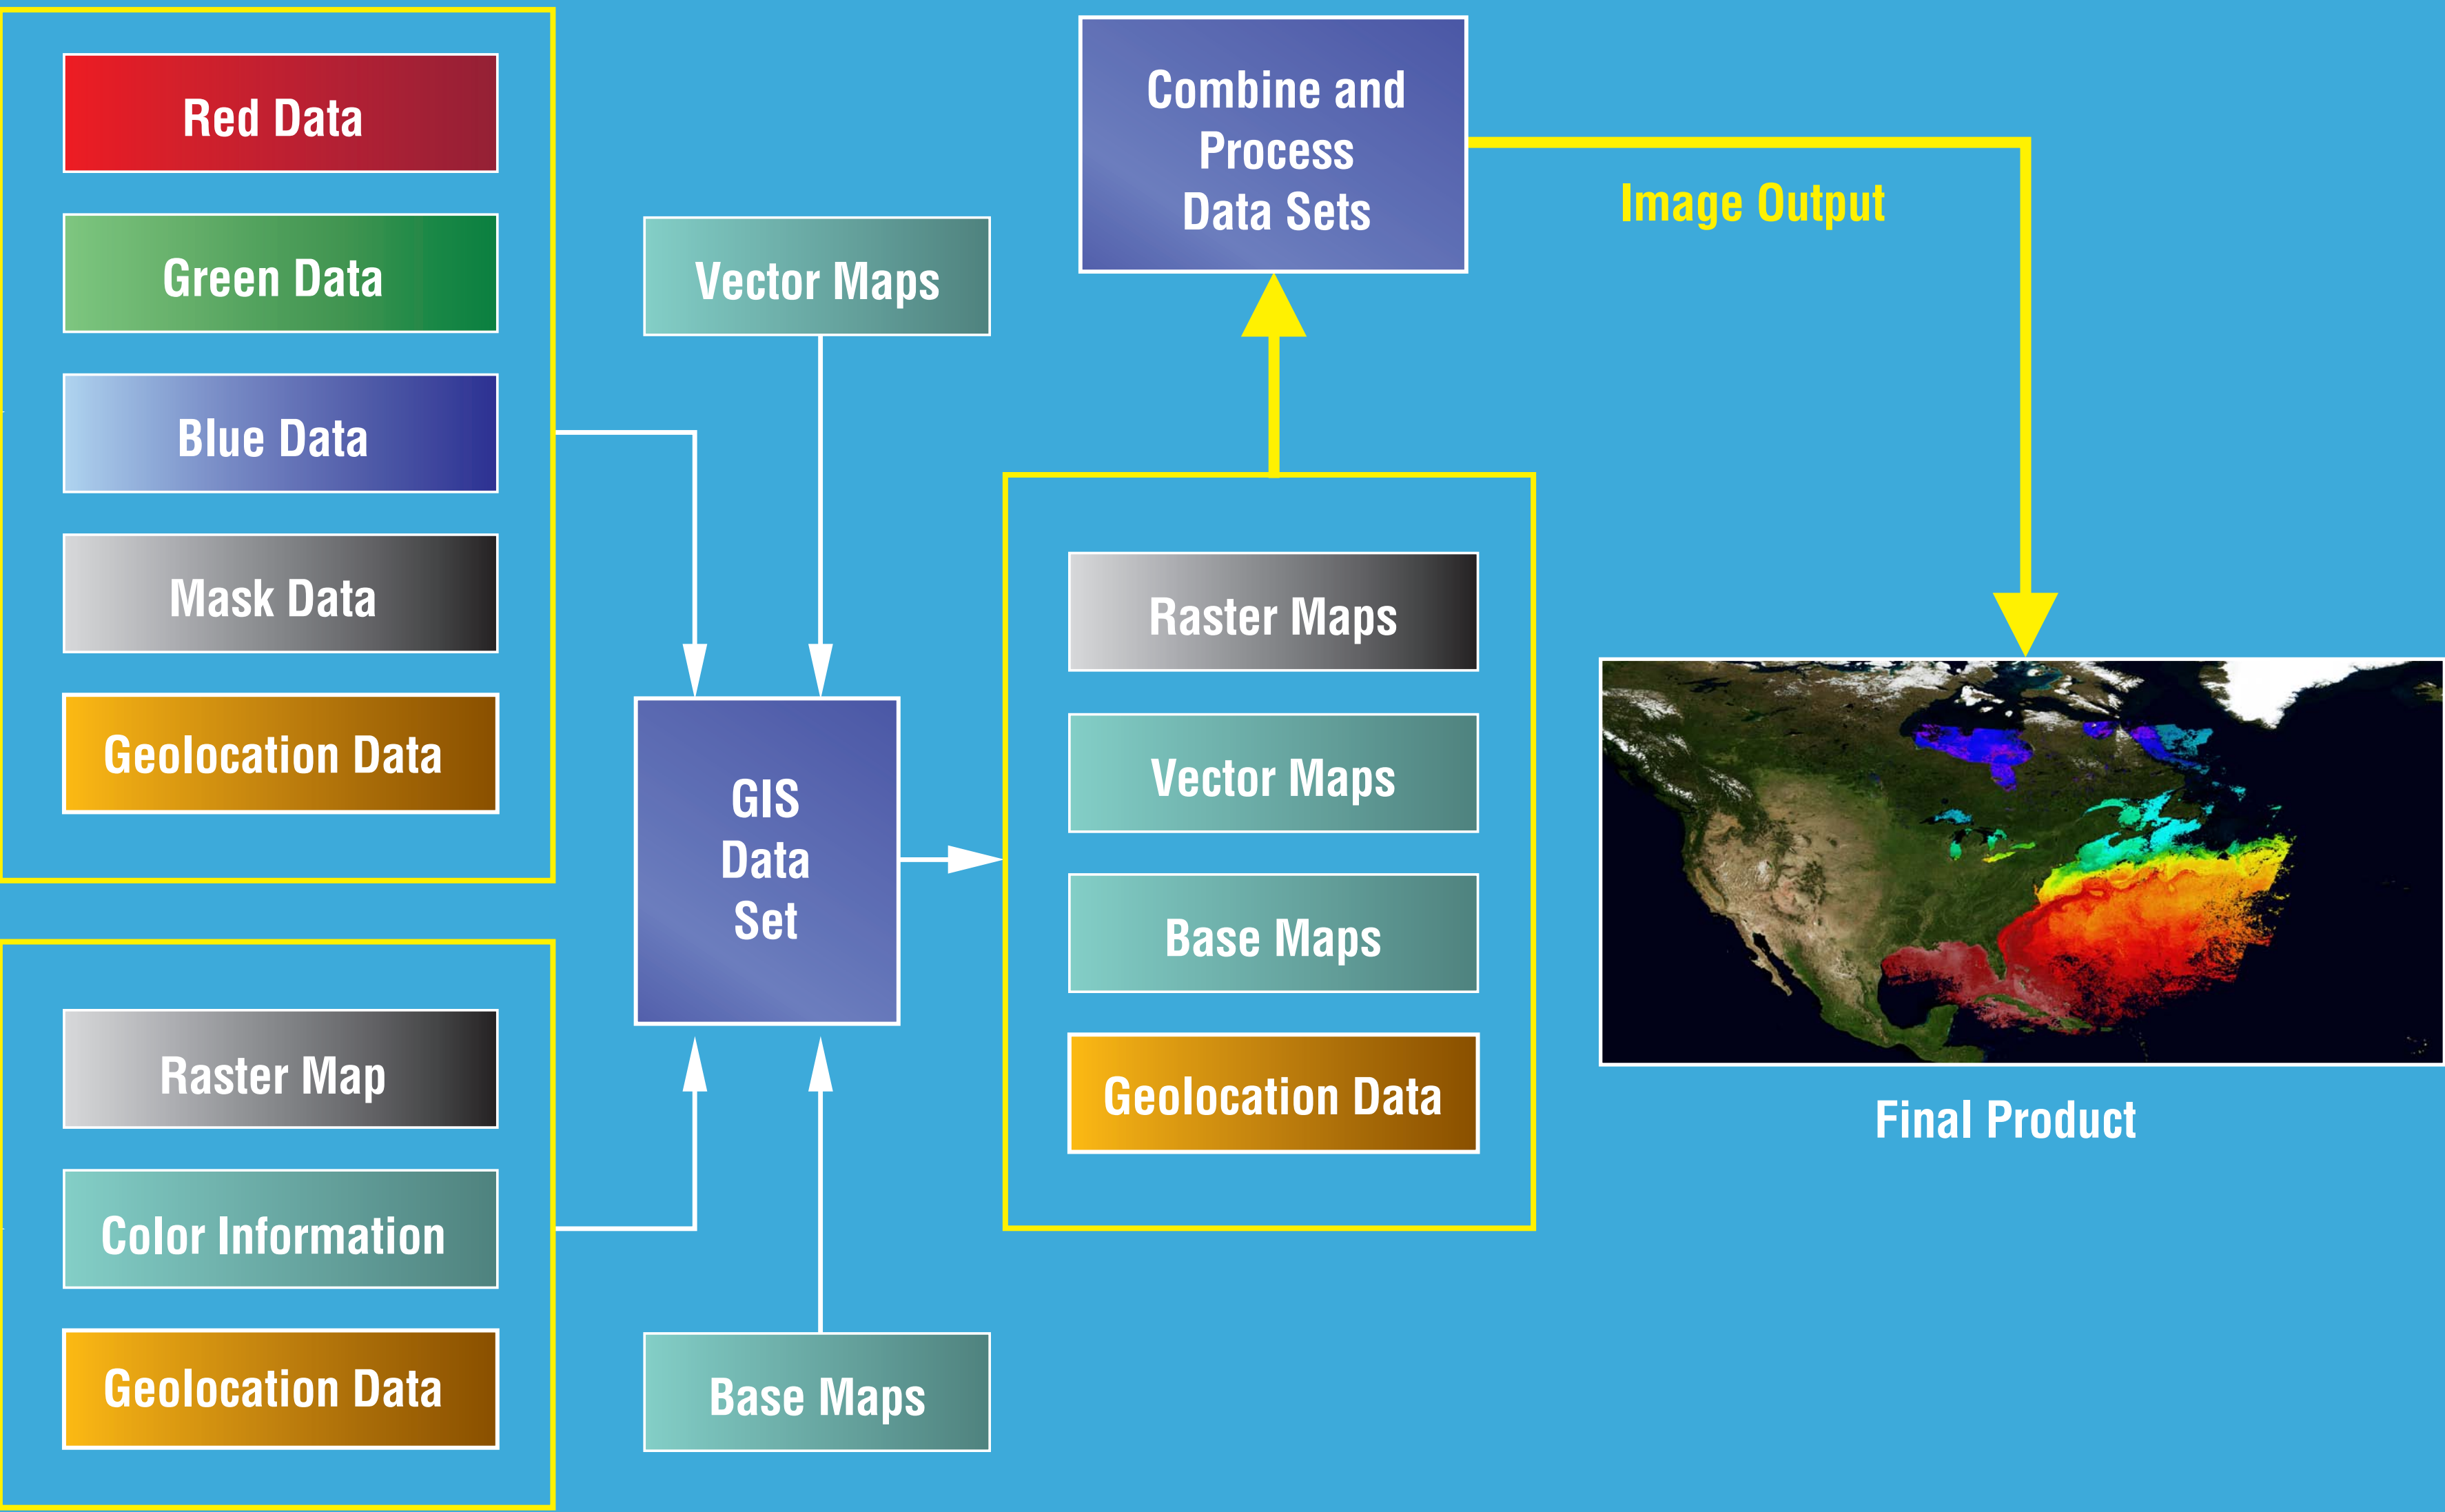 Red Data
Green Data
Blue Data
Mask Data
Geolocation Data
Raster Map
Color Information
Geolocation Data
Vector Maps
GIS
Data
Set
Base Maps
Combine and
Process
Data Sets
Raster Maps
Vector Maps
Base Maps
Geolocation Data
Image Output
Final Product